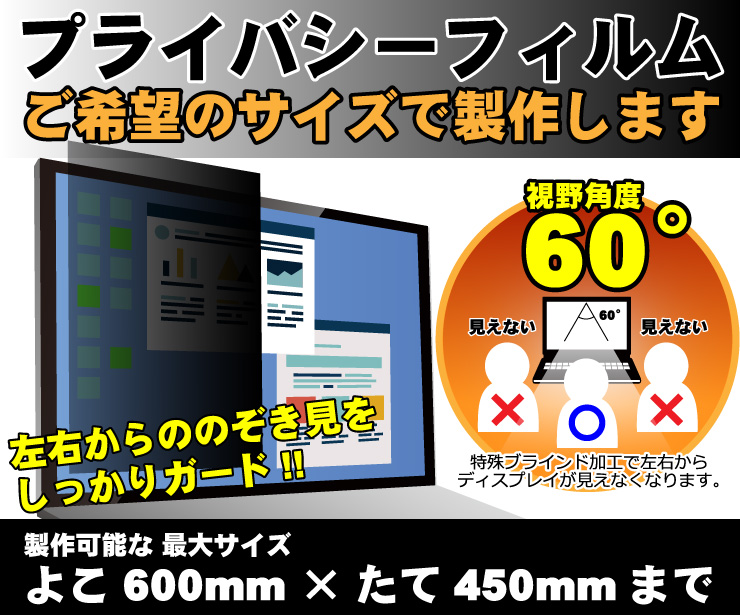 プライバシーフィルム
ご希望のサイズで製作します
視野角度
60°
60°
見えない
見えない
左右からののぞき見を
しっかりガード!!
特殊ブラインド加工で左右から
ディスプレイが見えなくなります。
製作可能な 最大サイズ
よこ 600mm × たて 450mm まで